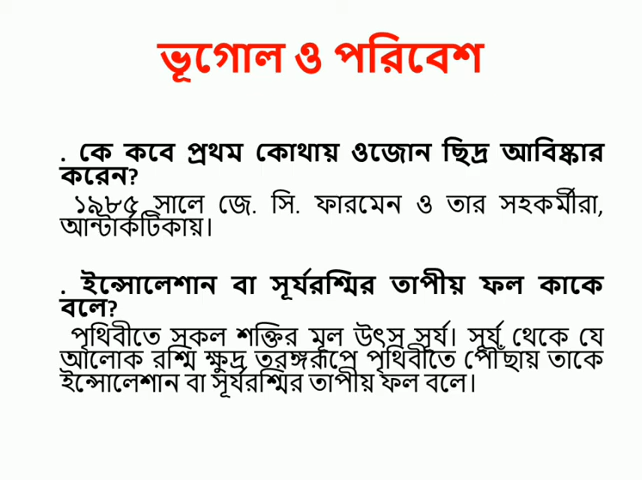 ভূগোল ও পরিবেশ
. কে কবে প্রথম কোথায় ওজোন ছিদ্র আবিষ্কার
করেন?
১৯৮৫ সালে জে. সি. ফারমেন ও তার সহকর্মীরা,
আন্টার্কটিকায়।
. ইন্সোলেশান বা সূর্যরশ্মির তাপীয় ফল কাকে
বলে?
পৃথিবীতে সকল শক্তির মূল উৎস সূর্য। সূর্য থেকে যে
আলোক রশ্মি ক্ষুদ্র তরঙ্গরূপে পৃথিবীতে পৌঁছায় তাকে
ইন্সোলেশান বা সূর্যরশ্মির তাপীয় ফল বলে।